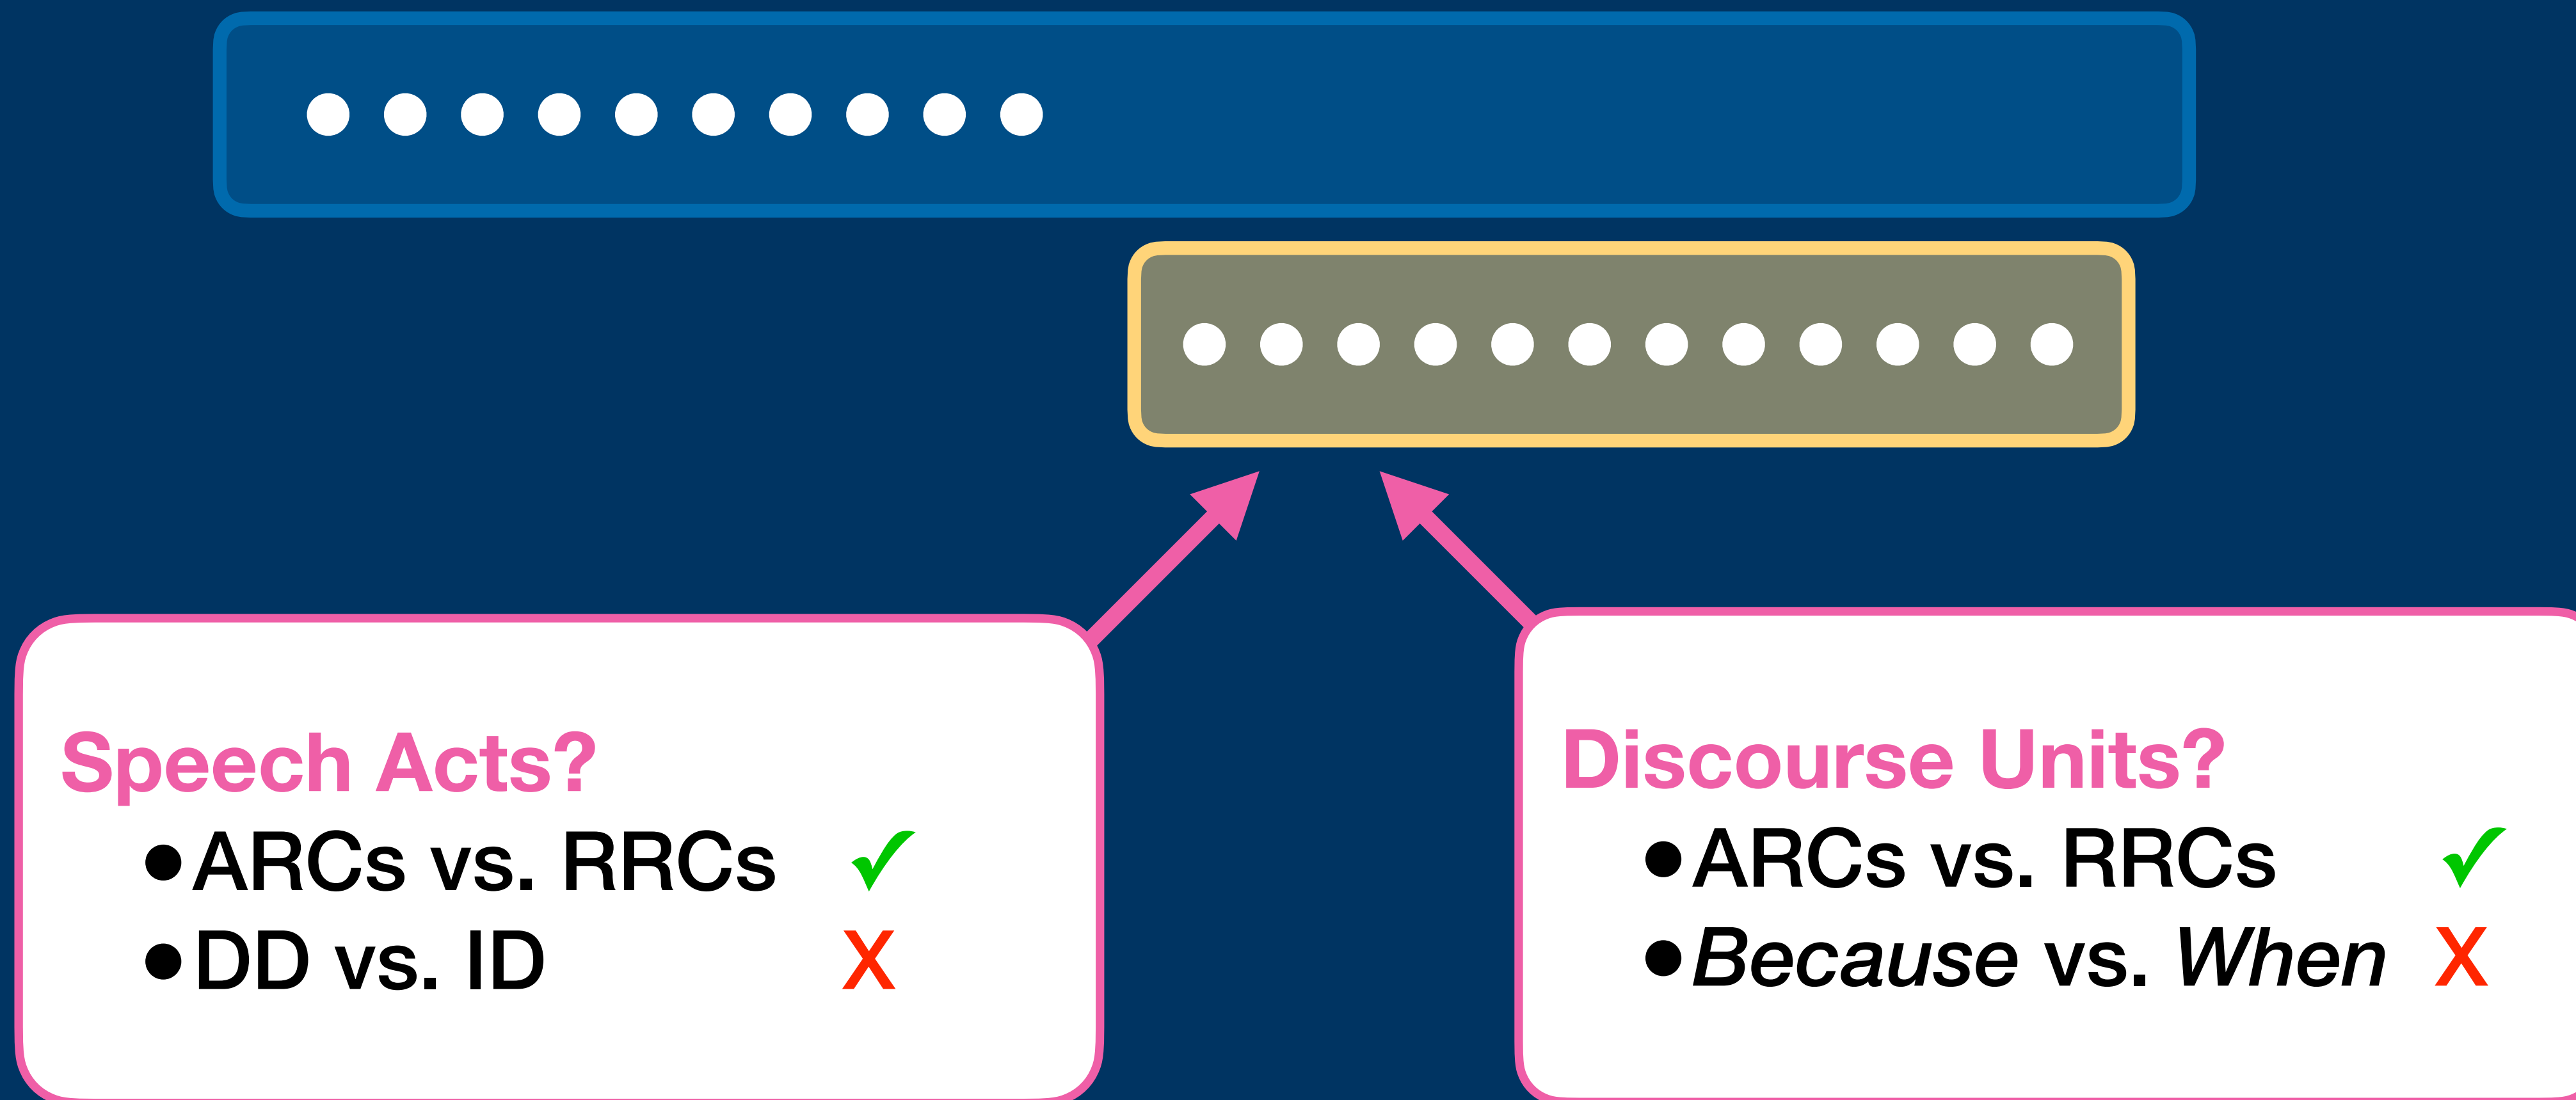 Speech Acts?
•ARCs vs. RRCs ✓
•DD vs. ID X
Discourse Units?
•ARCs vs. RRCs ✓
•Because vs. When X